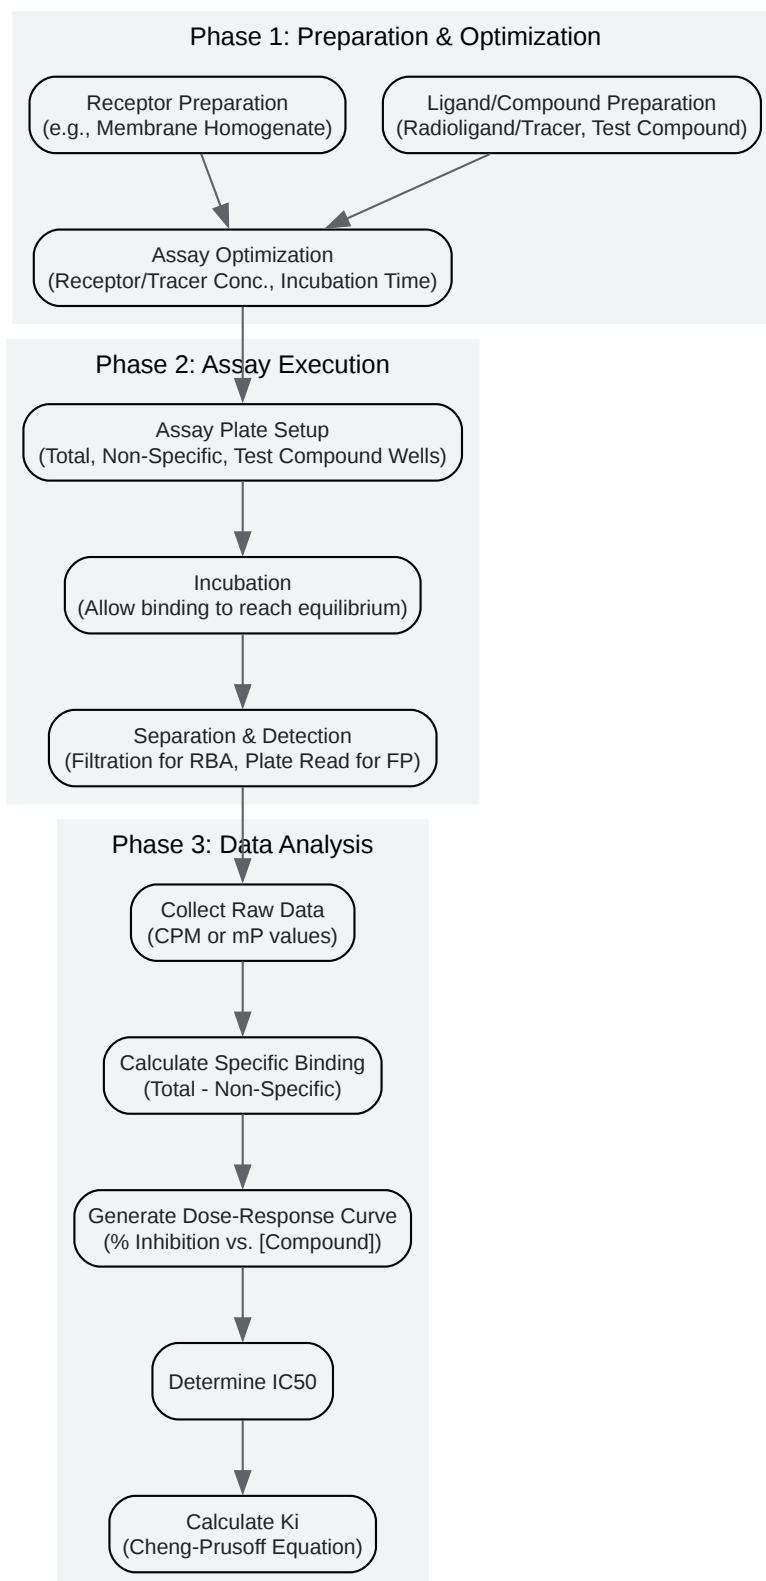 Phase 1: Preparation & Optimization
Receptor Preparation
(e.g., Membrane Homogenate)
Ligand/Compound Preparation
(Radioligand/Tracer, Test Compound)
Assay Optimization
(Receptor/Tracer Conc., Incubation Time)
Phase 2: Assay Execution
Assay Plate Setup
(Total, Non-Specific, Test Compound Wells)
Incubation
(Allow binding to reach equilibrium)
Separation & Detection
(Filtration for RBA, Plate Read for FP)
Phase 3: Data Analysis
Collect Raw Data
(CPM or mP values)
Calculate Specific Binding
(Total - Non-Specific)
Generate Dose-Response Curve
(% Inhibition vs. [Compound])
Determine IC50
Calculate Ki
(Cheng-Prusoff Equation)